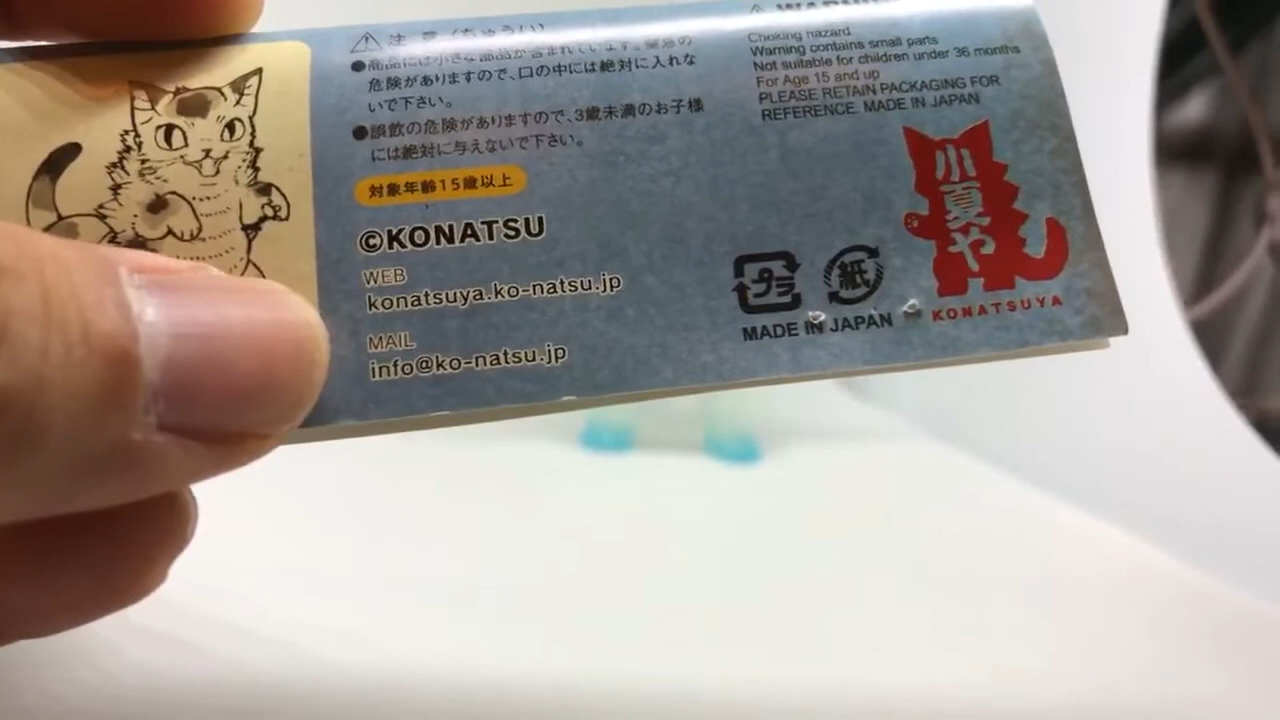 注意(ちゅうい)
●商品には小さな部品が含まれています。窒息の
危険がありますので、口の中には絶対に入れな
いで下さい。
●誤飲の危険がありますので、3歳未満のお子様
には絶対に与えないで下さい。
対象年齢15歳以上
©KONATSU
WEB
konatsuya.ko-natsu.jp
MAIL
info@ko-natsu.jp
WARNING
Choking hazard
Warning contains small parts
Not suitable for children under 36 months
For Age 15 and up
PLEASE RETAIN PACKAGING FOR
REFERENCE. MADE IN JAPAN
プラ
紙
MADE IN JAPAN
小夏や
KONATSUYA